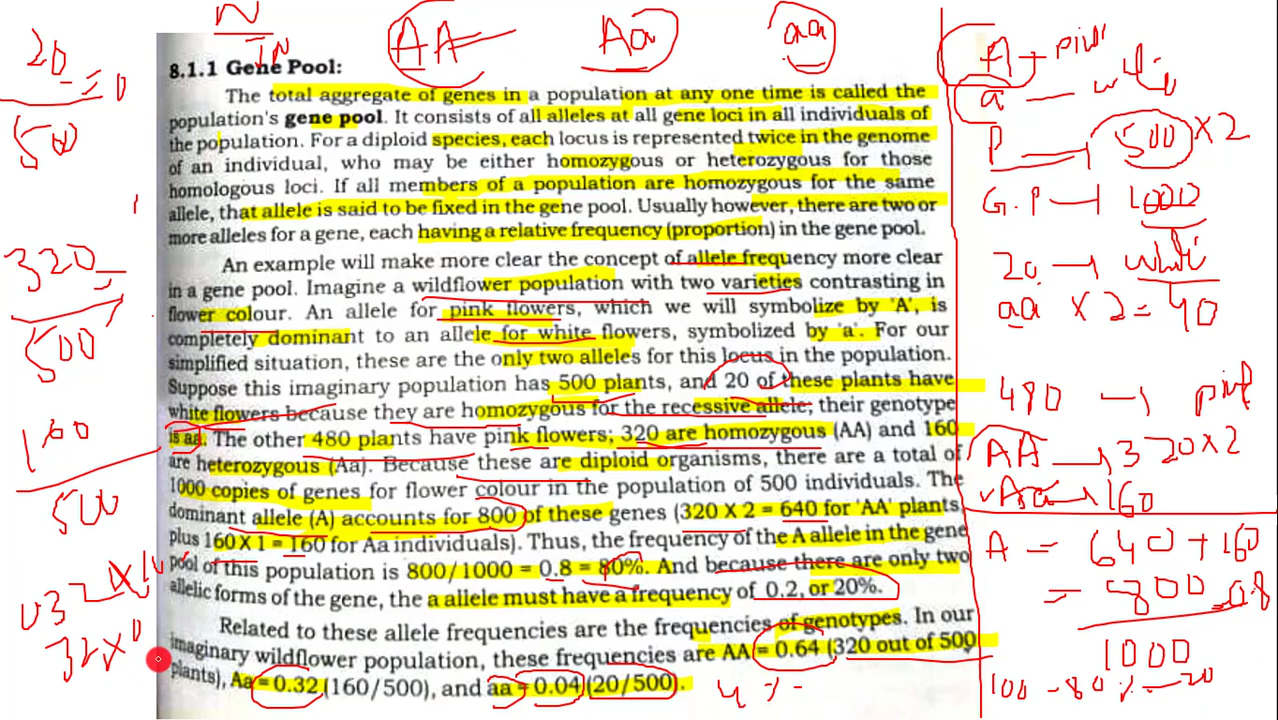 N
TN
AA
Aa
aa
20 = 0
500
320 =
500
160
500
0.32
32 %
8.1.1 Gene Pool:
The total aggregate of genes in a population at any one time is called the
population's gene pool. It consists of all alleles at all gene loci in all individuals of
the population. For a diploid species, each locus is represented twice in the genome
of an individual, who may be either homozygous or heterozygous for those
homologous loci. If all members of a population are homozygous for the same
allele, that allele is said to be fixed in the gene pool. Usually however, there are two or
more alleles for a gene, each having a relative frequency (proportion) in the gene pool.
An example will make more clear the concept of allele frequency more clear
in a gene pool. Imagine a wildflower population with two varieties contrasting in
flower colour. An allele for pink flowers, which we will symbolize by 'A', is
completely dominant to an allele for white flowers, symbolized by 'a'. For our
simplified situation, these are the only two alleles for this locus in the population.
Suppose this imaginary population has 500 plants, and 20 of these plants have
white flowers because they are homozygous for the recessive allele; their genotype
is aa. The other 480 plants have pink flowers; 320 are homozygous (AA) and 160
are heterozygous (Aa). Because these are diploid organisms, there are a total of
1000 copies of genes for flower colour in the population of 500 individuals. The
dominant allele (A) accounts for 800 of these genes (320 X 2 = 640 for 'AA' plants
plus 160 X 1 = 160 for Aa individuals). Thus, the frequency of the A allele in the gene
pool of this population is 800/1000 = 0.8 = 80%. And because there are only two
allelic forms of the gene, the a allele must have a frequency of 0.2, or 20%.
Related to these allele frequencies are the frequencies of genotypes. In our
imaginary wildflower population, these frequencies are AA = 0.64 (320 out of 500
plants), Aa = 0.32 (160/500), and aa = 0.04 (20/500).
4 %
A
a
P 500 X 2
G.P 1000
20
aa X 2 = 40
480
AA 320 X 2
Aa 160
A = 640 + 160
= 800 = 0.8
1000
100 - 80 % 20